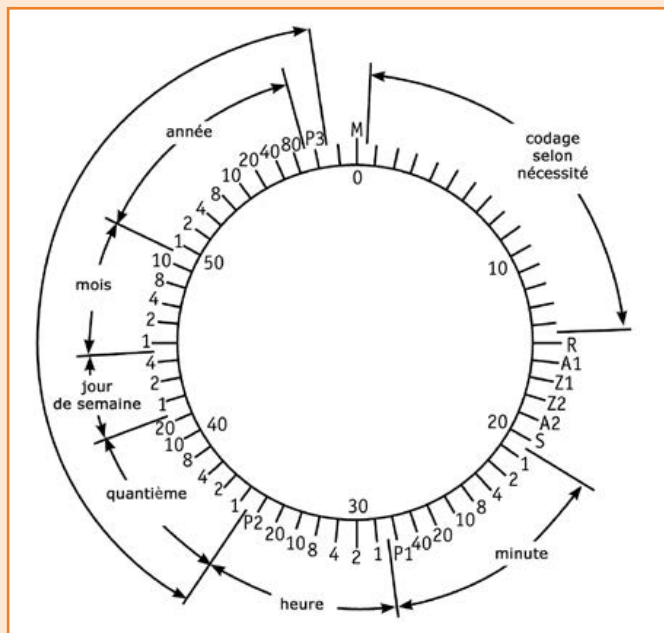 M
0
codage
selon
nécessité
10
R
A1
Z1
Z2
A2
S
20
1
2
4
8
10
20
40
P1
minute
1
2
4
8
10
20
P2
30
heure
1
2
4
8
10
20
40
quantième
1
2
4
jour
de semaine
1
2
4
8
10
mois
50
1
2
4
8
10
20
40
80
P3
année